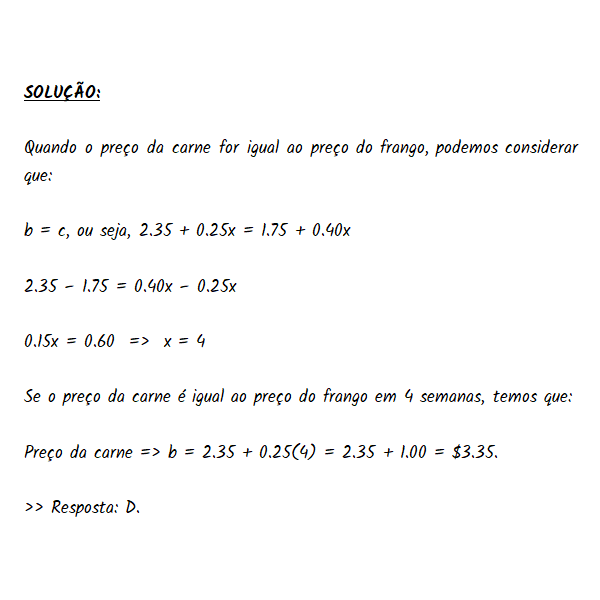 SOLUÇÃO:
Quando o preço da carne for igual ao preço do frango, podemos considerar
que:
b = c, ou seja, 2.35 + 0.25x = 1.75 + 0.40x
2.35 - 1.75 = 0.40x - 0.25x
0.15x = 0.60 => x = 4
Se o preço da carne é igual ao preço do frango em 4 semanas, temos que:
Preço da carne => b = 2.35 + 0.25(4) = 2.35 + 1.00 = $3.35.
>> Resposta: D.